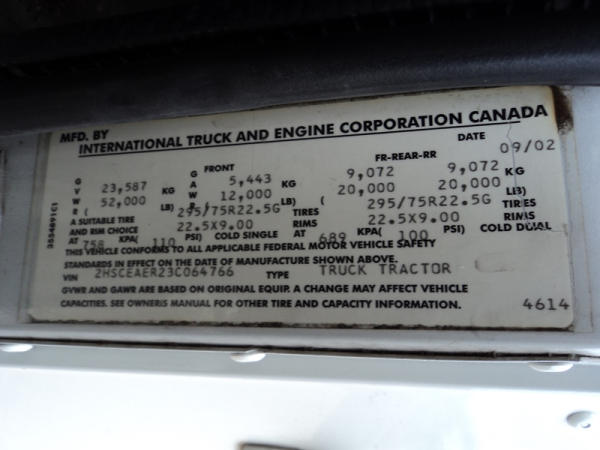 MFD. BY
INTERNATIONAL TRUCK AND ENGINE CORPORATION CANADA
DATE 09/02
FRONT FR-REAR-RR
GVWR 23,587 KG GAWR 5,443 KG 9,072 9,072 KG
52,000 LB) 12,000 LB) ( 20,000 20,000 LB)
A SUITABLE TIRE 295/75R22.5G TIRES 295/75R22.5G TIRES
AND RIM CHOICE 22.5X9.00 RIMS 22.5X9.00 RIMS
AT 758 KPA( 110 PSI) COLD SINGLE AT 689 KPA( 100 PSI) COLD DUAL
THIS VEHICLE CONFORMS TO ALL APPLICABLE FEDERAL MOTOR VEHICLE SAFETY
STANDARDS IN EFFECT ON THE DATE OF MANUFACTURE SHOWN ABOVE.
VIN 2HSCEAER23C064766 TYPE TRUCK TRACTOR
GVWR AND GAWR ARE BASED ON ORIGINAL EQUIP. A CHANGE MAY AFFECT VEHICLE
CAPACITIES. SEE OWNERS MANUAL FOR OTHER TIRE AND CAPACITY INFORMATION.
4614
3554891C1